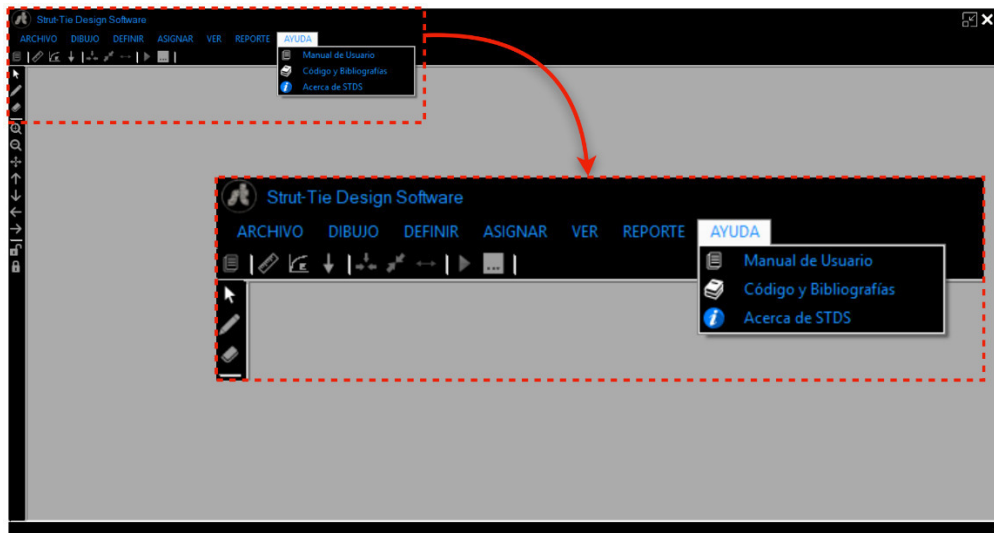 Strut-Tie Design Software
ARCHIVO DIBUJO DEFINIR ASIGNAR VER REPORTE AYUDA
Manual de Usuario
Código y Bibliografías
Acerca de STDS
st Strut-Tie Design Software
ARCHIVO DIBUJO DEFINIR ASIGNAR VER REPORTE AYUDA
Manual de Usuario
Código y Bibliografías
Acerca de STDS